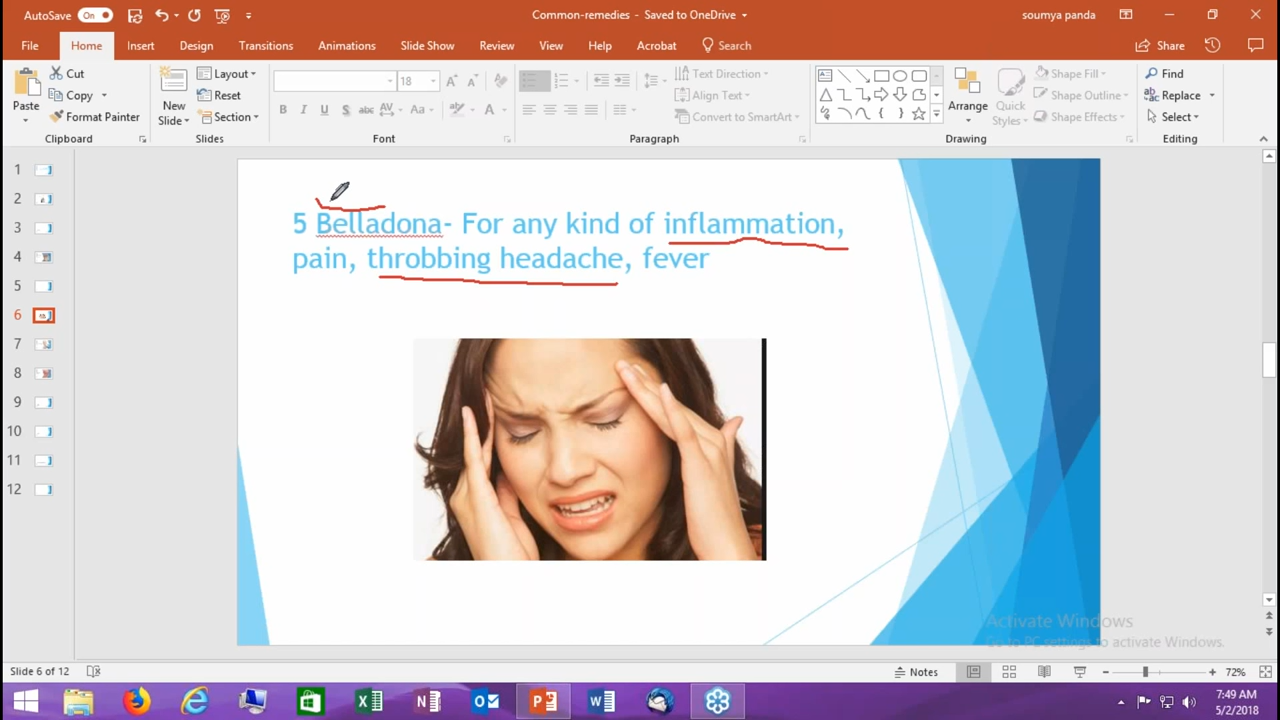 AutoSave On Common-remedies - Saved to OneDrive soumya panda
File Home Insert Design Transitions Animations Slide Show Review View Help Acrobat Search Share
Paste Cut Copy Format Painter
New Slide Layout Reset Section
18
B I U S abc AV Aa ab A
Text Direction Align Text Convert to SmartArt
Arrange Quick Styles Shape Fill Shape Outline Shape Effects
Find Replace Select
Clipboard Slides Font Paragraph Drawing Editing
1
2
3
4
5
6
7
8
9
10
11
12
5 Belladona- For any kind of inflammation,
pain, throbbing headache, fever
Activate Windows
Go to PC settings to activate Windows.
Slide 6 of 12 Notes 72%
7:49 AM
5/2/2018